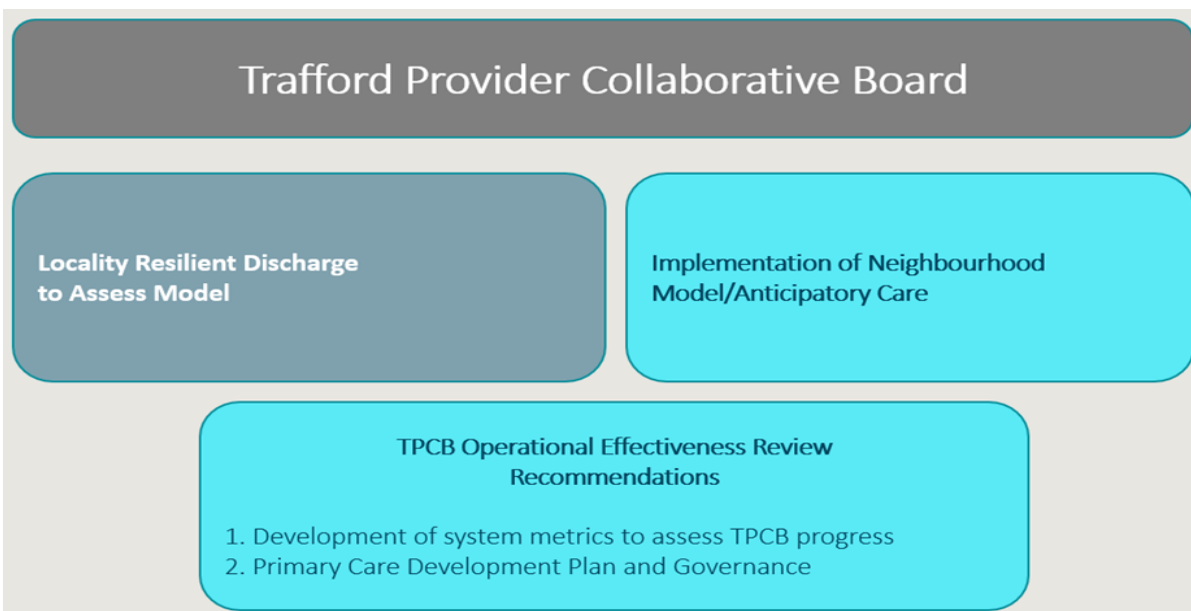 Trafford Provider Collaborative Board
Locality Resilient Discharge
to Assess Model
Implementation of Neighbourhood
Model/Anticipatory Care
TPCB Operational Effectiveness Review
Recommendations
1. Development of system metrics to assess TPCB progress
2. Primary Care Development Plan and Governance